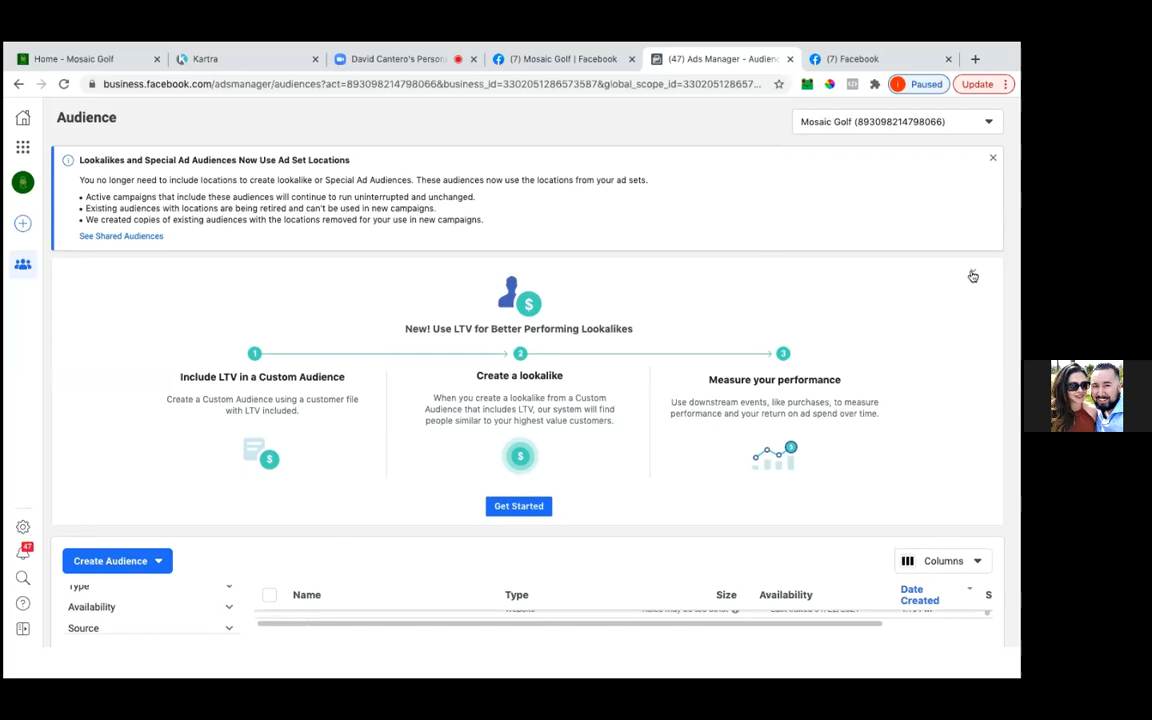 Home - Mosaic Golf
Kartra
David Cantero's Person
(7) Mosaic Golf | Facebook
(47) Ads Manager - Audienc
(7) Facebook
business.facebook.com/adsmanager/audiences?act=893098214798066&business_id=3302051286573587&global_scope_id=330205128657...
Paused
Update
Audience
Mosaic Golf (893098214798066)
Lookalikes and Special Ad Audiences Now Use Ad Set Locations
You no longer need to include locations to create lookalike or Special Ad Audiences. These audiences now use the locations from your ad sets.
• Active campaigns that include these audiences will continue to run uninterrupted and unchanged.
• Existing audiences with locations are being retired and can't be used in new campaigns.
• We created copies of existing audiences with the locations removed for your use in new campaigns.
See Shared Audiences
$
New! Use LTV for Better Performing Lookalikes
1
2
3
Include LTV in a Custom Audience
Create a Custom Audience using a customer file
with LTV included.
$
Create a lookalike
When you create a lookalike from a Custom
Audience that includes LTV, our system will find
people similar to your highest value customers.
$
Measure your performance
Use downstream events, like purchases, to measure
performance and your return on ad spend over time.
$
Get Started
47
Create Audience
Columns
Type
Availability
Source
Name
Type
Size
Availability
Date
Created
S